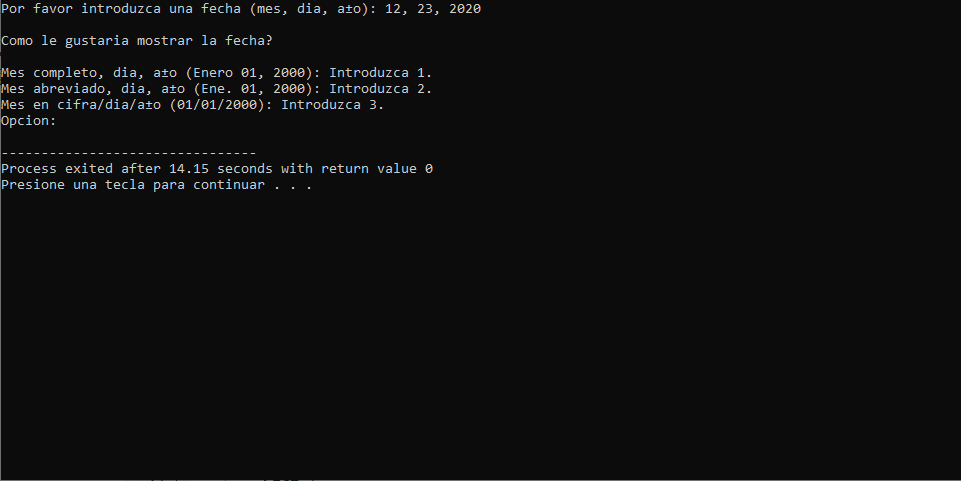 Por favor introduzca una fecha (mes, dia, a±o): 12, 23, 2020
Como le gustaria mostrar la fecha?
Mes completo, dia, a±o (Enero 01, 2000): Introduzca 1.
Mes abreviado, dia, a±o (Ene. 01, 2000): Introduzca 2.
Mes en cifra/dia/a±o (01/01/2000): Introduzca 3.
Opcion:
--------------------------------
Process exited after 14.15 seconds with return value 0
Presione una tecla para continuar . . .